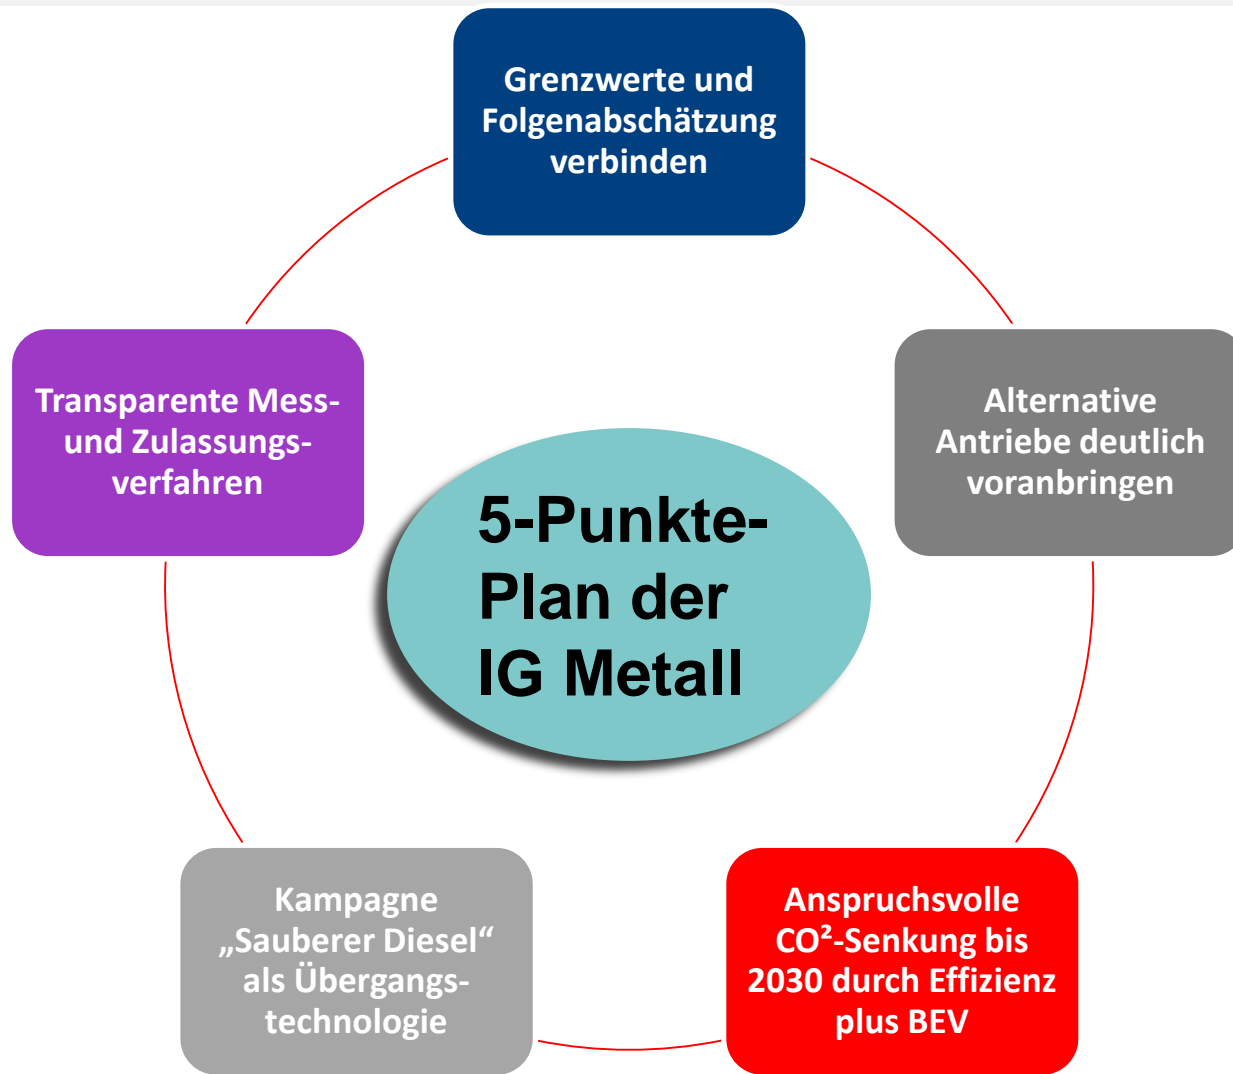 Grenzwerte und
Folgenabschätzung
verbinden
Alternative
Antriebe deutlich
voranbringen
Anspruchsvolle
CO²-Senkung bis
2030 durch Effizienz
plus BEV
Kampagne
„Sauberer Diesel“
als Übergangs-
technologie
Transparente Mess-
und Zulassungs-
verfahren
5-Punkte-
Plan der
IG Metall